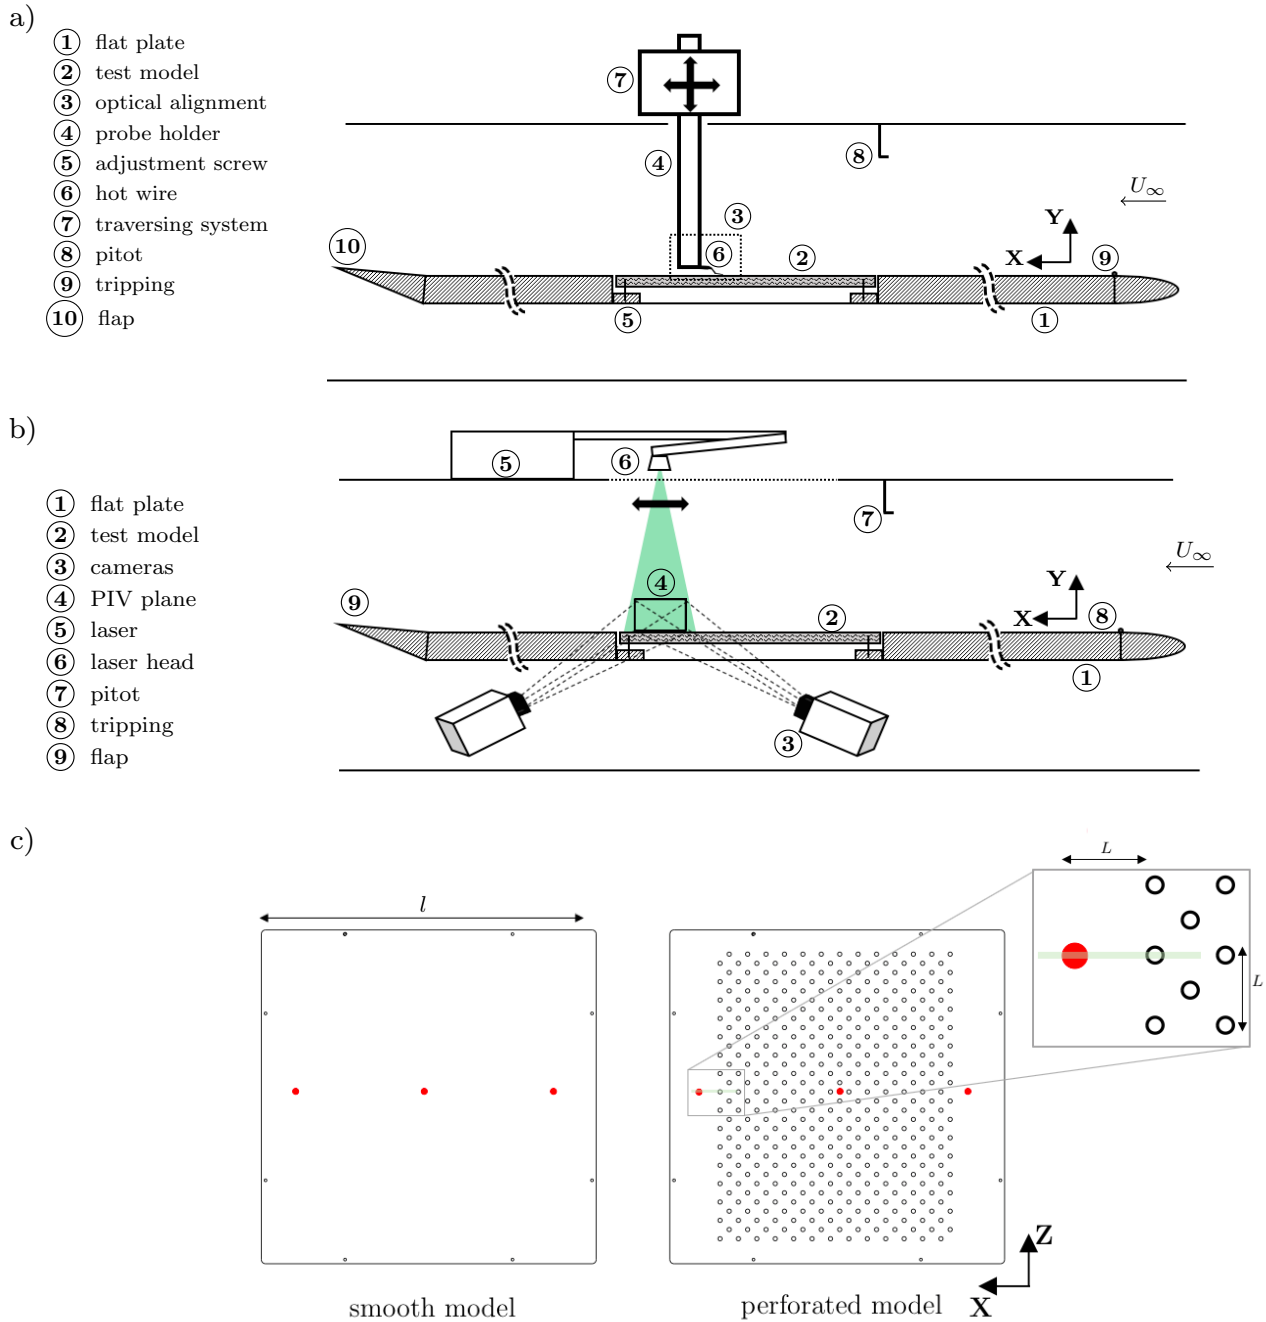 a)
1 flat plate
2 test model
3 optical alignment
4 probe holder
5 adjustment screw
6 hot wire
7 traversing system
8 pitot
9 tripping
10 flap
7
4
8
3
6
2
10
9
5
1
U∞
Y
X
b)
1 flat plate
2 test model
3 cameras
4 PIV plane
5 laser
6 laser head
7 pitot
8 tripping
9 flap
5
6
7
4
9
2
8
1
3
U∞
Y
X
c)
l
L
L
Z
X
smooth model
perforated model